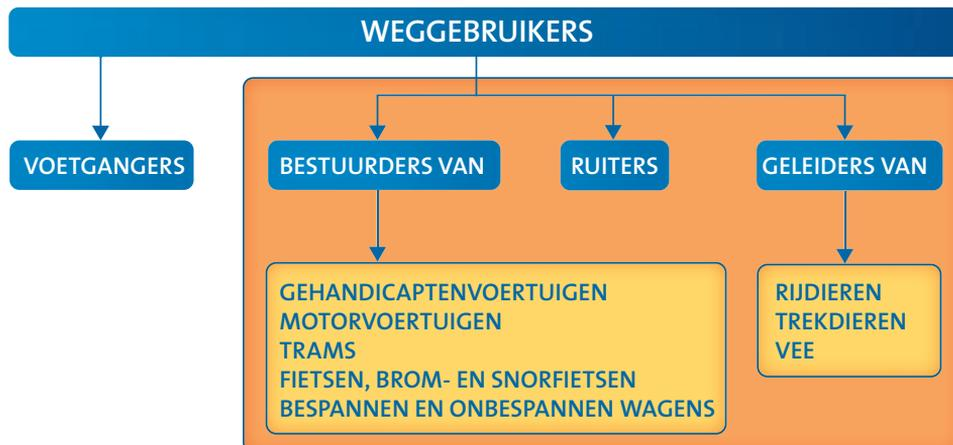 WEGGEBRUIKERS
VOETGANGERS
BESTUURDERS VAN
RUITERS
GELEIDERS VAN
GEHANDICAPTENVOERTUIGEN
MOTORVOERTUIGEN
TRAMS
FIETSEN, BROM- EN SNORFIETSEN
BESPANNEN EN ONBESPANNEN WAGENS
RIJDIEREN
TREKDIEREN
VEE